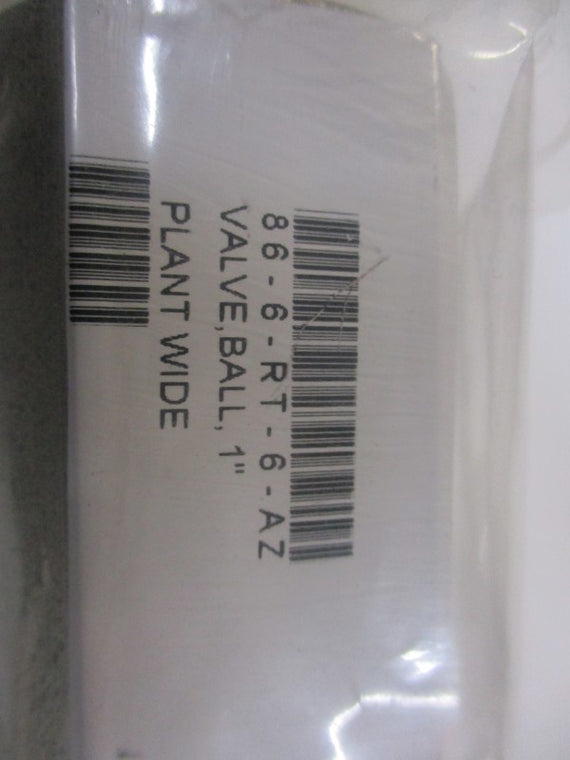 86-6-RT-6-AZ
VALVE,BALL, 1"
PLANT WIDE